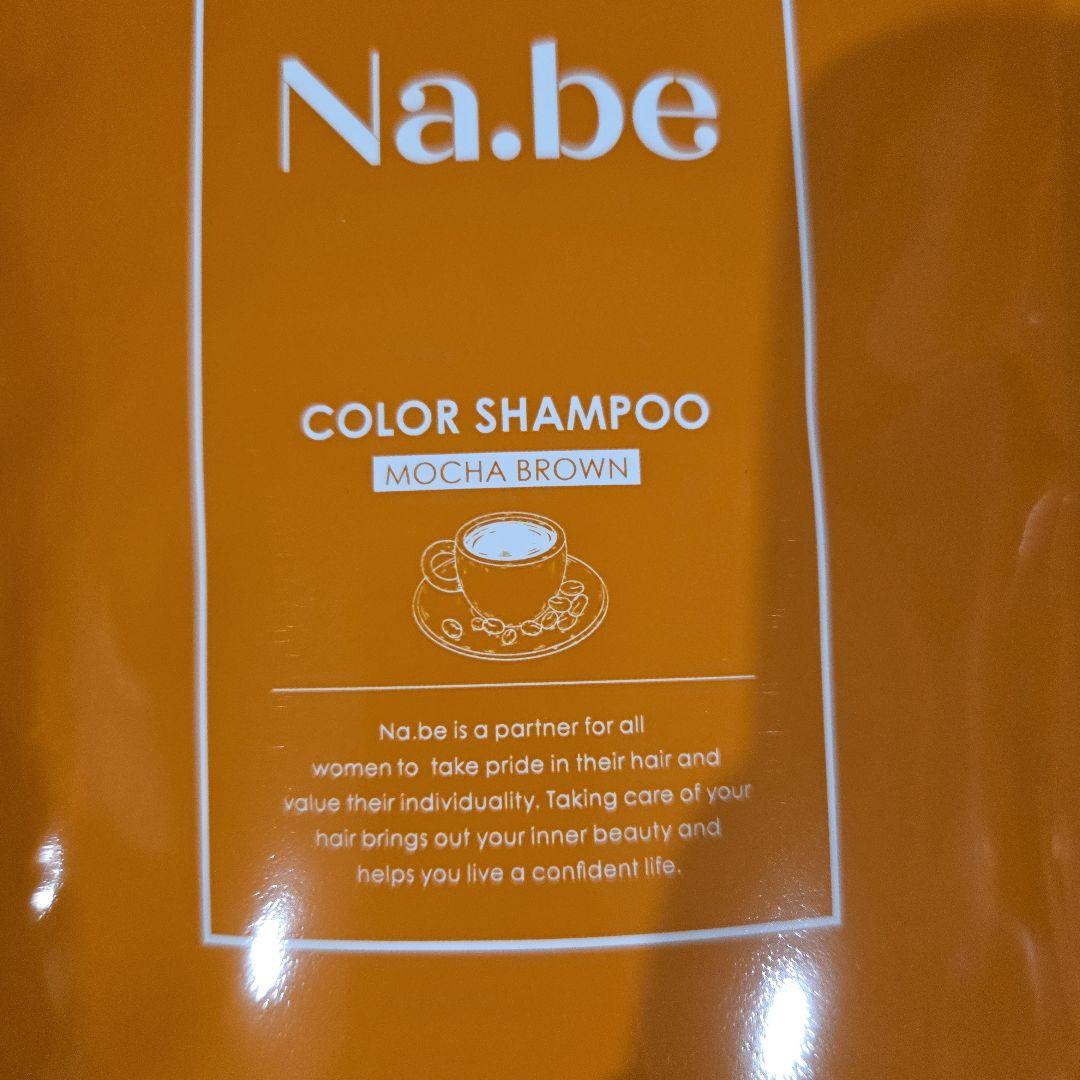 Na.be
COLOR SHAMPOO
MOCHA BROWN
Na.be is a partner for all
women to take pride in their hair and
value their individuality. Taking care of your
hair brings out your inner beauty and
helps you live a confident life.